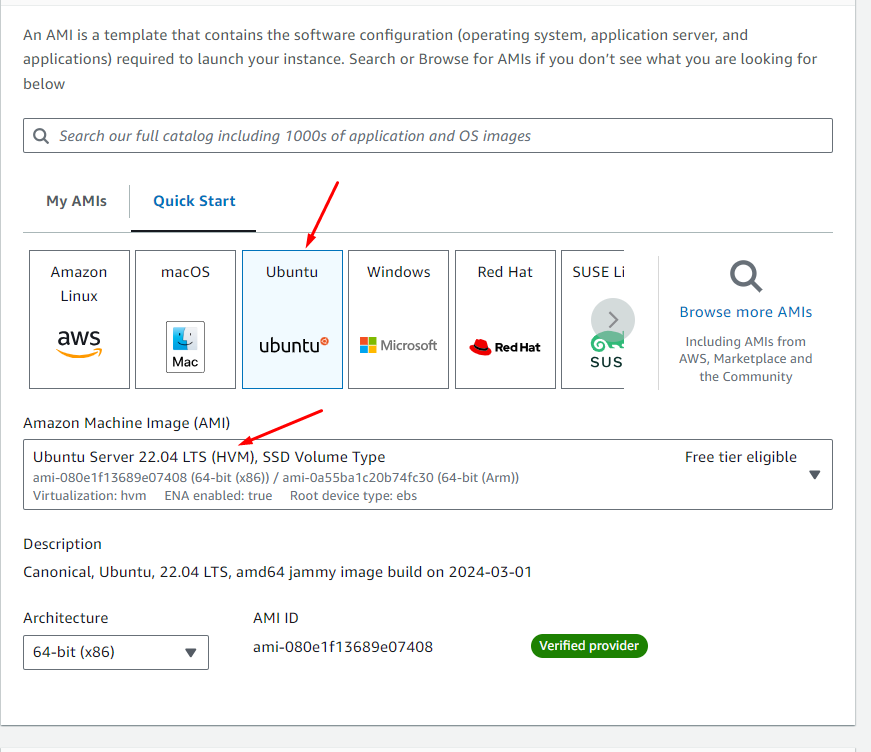 An AMI is a template that contains the software configuration (operating system, application server, and
applications) required to launch your instance. Search or Browse for AMIs if you don’t see what you are looking for
below
Search our full catalog including 1000s of application and OS images
My AMIs
Quick Start
Amazon
Linux
aws
macOS
Mac
Ubuntu
ubuntu
Windows
Microsoft
Red Hat
Red Hat
SUSE Li
SUS
Browse more AMIs
Including AMIs from
AWS, Marketplace and
the Community
Amazon Machine Image (AMI)
Ubuntu Server 22.04 LTS (HVM), SSD Volume Type
Free tier eligible
ami-080e1f13689e07408 (64-bit (x86)) / ami-0a55ba1c20b74fc30 (64-bit (Arm))
Virtualization: hvm ENA enabled: true Root device type: ebs
Description
Canonical, Ubuntu, 22.04 LTS, amd64 jammy image build on 2024-03-01
Architecture
64-bit (x86)
AMI ID
ami-080e1f13689e07408
Verified provider